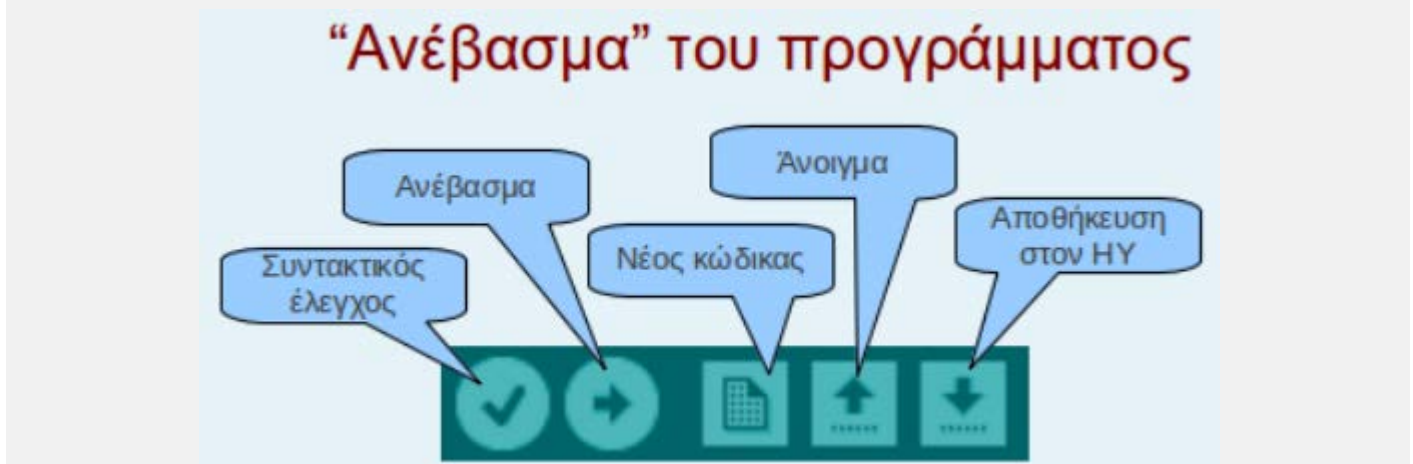 “Ανέβασμα” του προγράμματος
Άνοιγμα
Ανέβασμα
Αποθήκευση
στον ΗΥ
Νέος κώδικας
Συντακτικός
έλεγχος